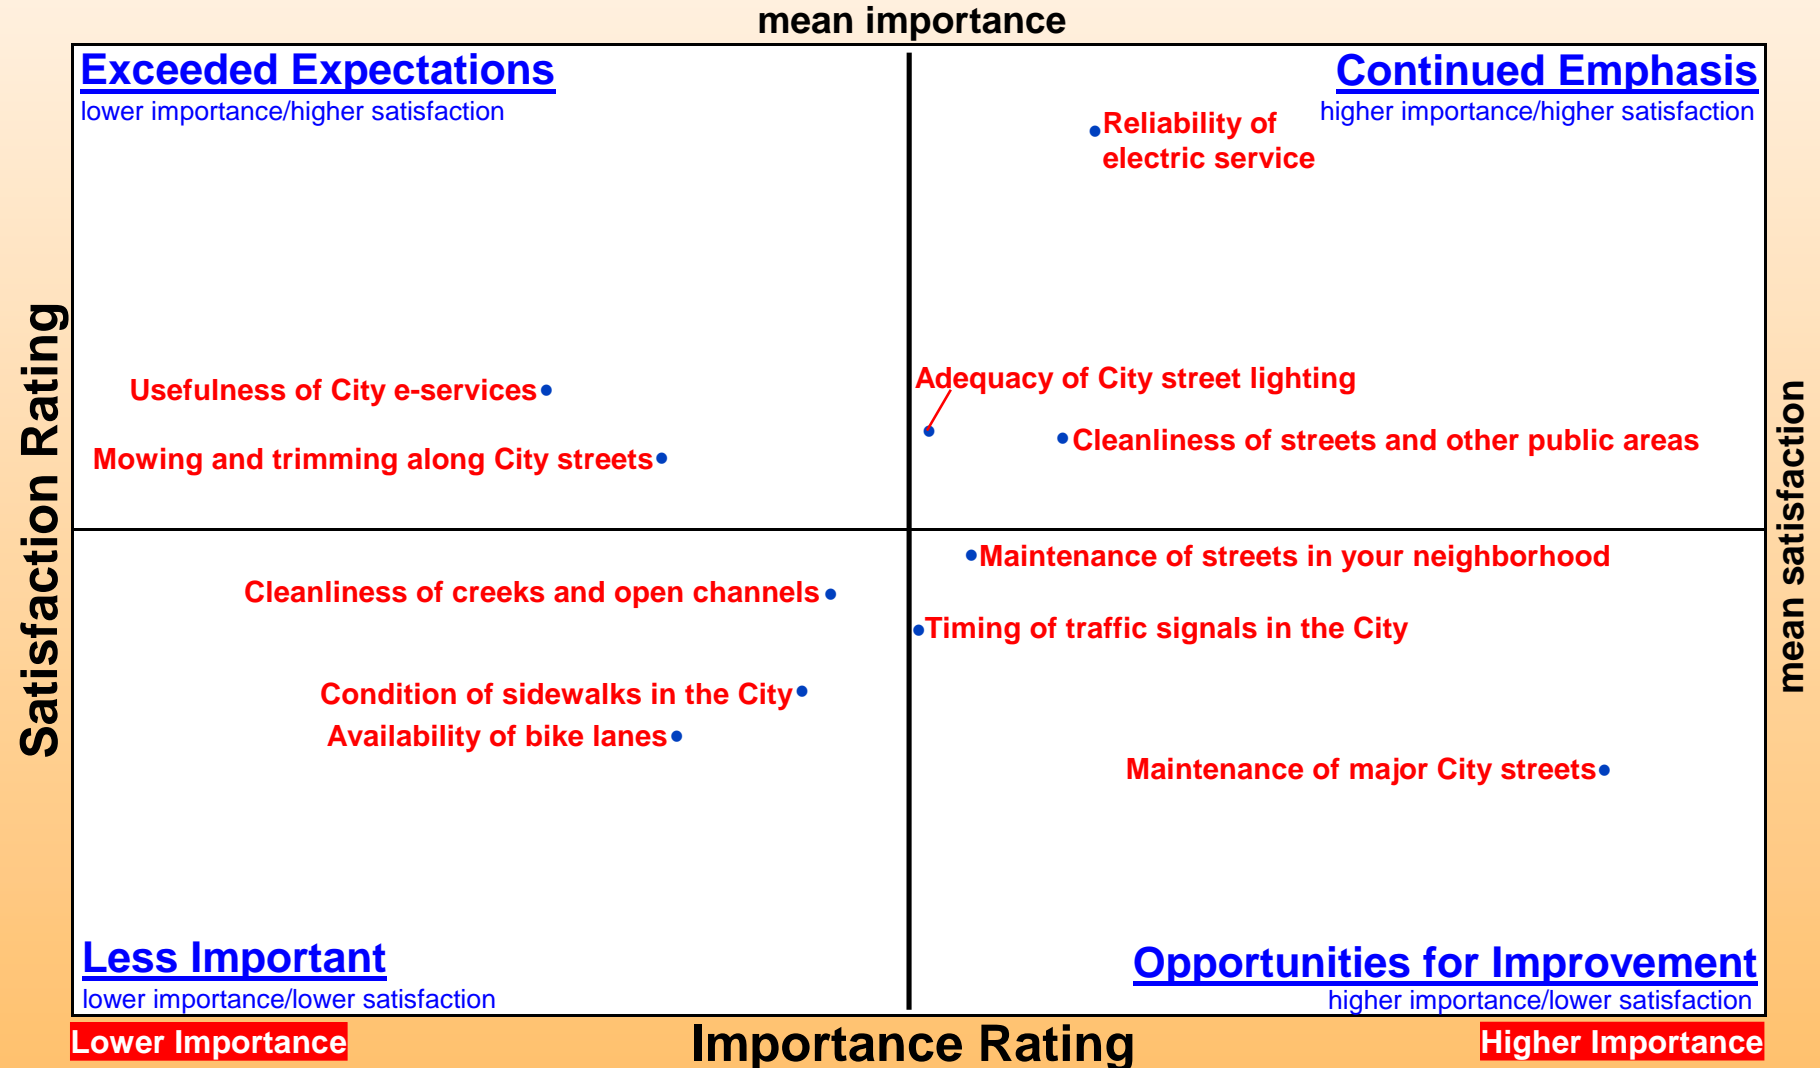 mean importance
Exceeded Expectations
lower importance/higher satisfaction
Continued Emphasis
higher importance/higher satisfaction
Reliability of
electric service
Usefulness of City e-services
Mowing and trimming along City streets
Adequacy of City street lighting
Cleanliness of streets and other public areas
Satisfaction Rating
mean satisfaction
Maintenance of streets in your neighborhood
Cleanliness of creeks and open channels
Timing of traffic signals in the City
Condition of sidewalks in the City
Availability of bike lanes
Maintenance of major City streets
Less Important
lower importance/lower satisfaction
Opportunities for Improvement
higher importance/lower satisfaction
Lower Importance
Importance Rating
Higher Importance